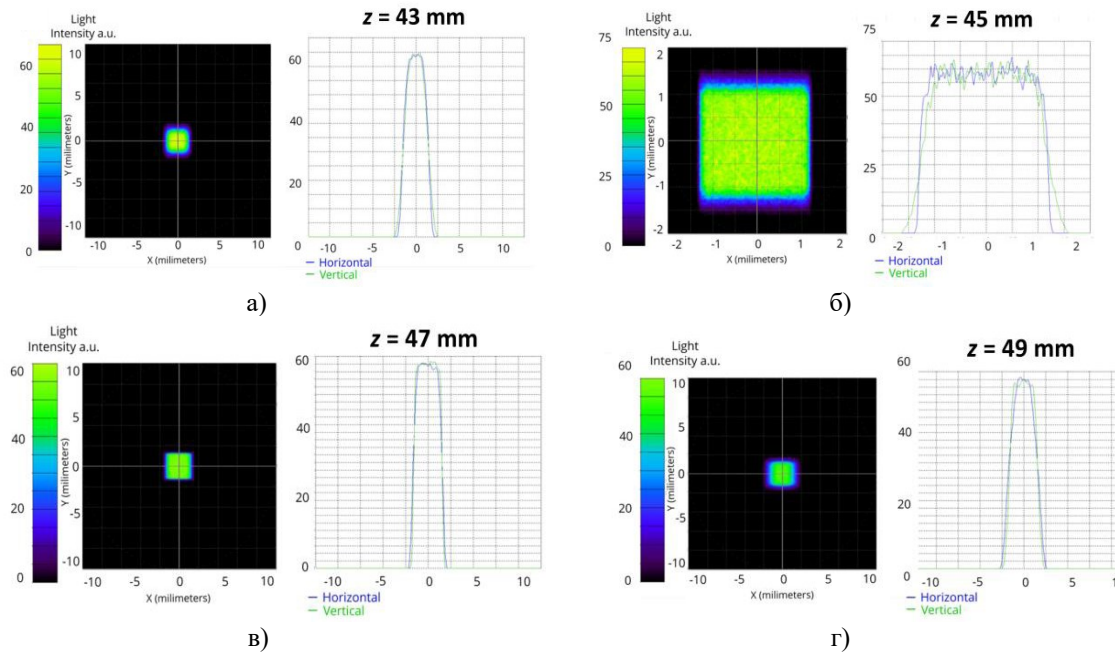 Light
Intensity a.u.
z = 43 mm
60
40
20
0
10
5
0
-5
-10
Y (milimeters)
-10 -5 0 5 10
X (milimeters)
60
40
20
0
-10 -5 0 5 10
Horizontal
Vertical
а)
Light
Intensity a.u.
z = 45 mm
75
50
25
0
2
1
0
-1
-2
Y (milimeters)
-2 -1 0 1 2
X (milimeters)
75
50
25
0
-2 -1 0 1 2
Horizontal
Vertical
б)
Light
Intensity a.u.
z = 47 mm
60
40
20
0
10
5
0
-5
-10
Y (milimeters)
-10 -5 0 5 10
X (milimeters)
60
40
20
0
-10 -5 0 5 10
Horizontal
Vertical
в)
Light
Intensity a.u.
z = 49 mm
60
40
20
0
10
5
0
-5
-10
Y (milimeters)
-10 -5 0 5 10
X (milimeters)
60
40
20
0
-10 -5 0 5 1
Horizontal
Vertical
г)